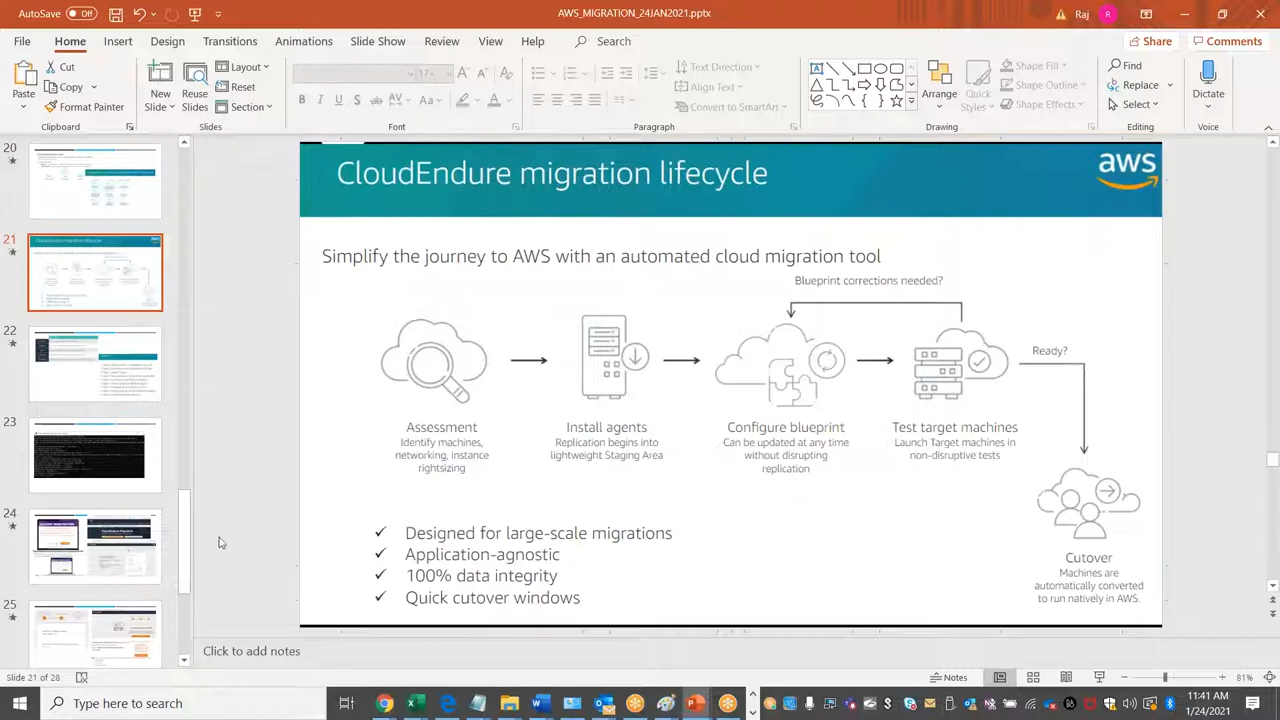 AutoSave Off
AWS_MIGRATION_24JAN2021.pptx
Raj R
File Home Insert Design Transitions Animations Slide Show Review View Help Search
Share Comments
Paste
Cut
Copy
Format Painter
Clipboard
New Slides
Reuse Slides
Layout
Reset
Section
Slides
Font
Text Direction
Align Text
Convert to SmartArt
Paragraph
Arrange
Quick Styles
Shape Fill
Shape Outline
Shape Effects
Drawing
Find
Replace
Select
Editing
Dictate
Voice
20
21
22
23
24
25
CloudEndure migration lifecycle
aws
Simplify the journey to AWS with an automated cloud migration tool
Blueprint corrections needed?
Ready?
Assessment
Identify machines,
networking, instance
rightsizing
Install agents
Replication begins into
lightweight Staging Area
Configure blueprint
Can be updated at any time
without disrupting
replication
Test target machines
Launch Target machines in
non-disruptive tests
Cutover
Machines are
automatically converted
to run natively in AWS.
Designed for large-scale migrations
✓ Application-agnostic
✓ 100% data integrity
Quick cutover windows
Click to add notes
Slide 21 of 28
Notes
81%
Type here to search
11:41 AM
1/24/2021